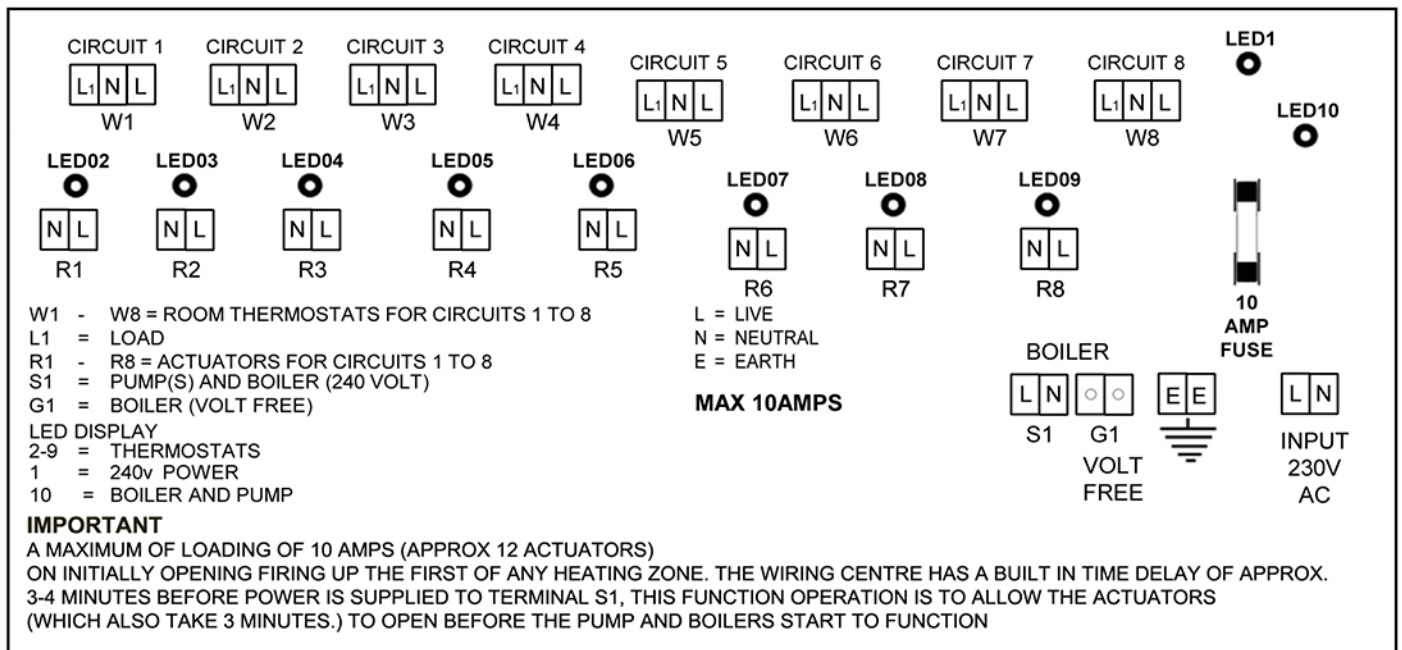 CIRCUIT 1 CIRCUIT 2 CIRCUIT 3 CIRCUIT 4
L1 N L L1 N L L1 N L L1 N L
W1 W2 W3 W4
CIRCUIT 5 CIRCUIT 6 CIRCUIT 7 CIRCUIT 8
L1 N L L1 N L L1 N L L1 N L
W5 W6 W7 W8
LED1
LED10
LED02 LED03 LED04 LED05 LED06
N L N L N L N L N L
R1 R2 R3 R4 R5
LED07 LED08 LED09
N L N L N L
R6 R7 R8
10
AMP
FUSE
W1 - W8 = ROOM THERMOSTATS FOR CIRCUITS 1 TO 8
L1 = LOAD
R1 - R8 = ACTUATORS FOR CIRCUITS 1 TO 8
S1 = PUMP(S) AND BOILER (240 VOLT)
G1 = BOILER (VOLT FREE)
LED DISPLAY
2-9 = THERMOSTATS
1 = 240v POWER
10 = BOILER AND PUMP
L = LIVE
N = NEUTRAL
E = EARTH
MAX 10AMPS
BOILER
L N E E L N
S1 G1
VOLT
FREE
INPUT
230V
AC
IMPORTANT
A MAXIMUM OF LOADING OF 10 AMPS (APPROX 12 ACTUATORS)
ON INITIALLY OPENING FIRING UP THE FIRST OF ANY HEATING ZONE. THE WIRING CENTRE HAS A BUILT IN TIME DELAY OF APPROX.
3-4 MINUTES BEFORE POWER IS SUPPLIED TO TERMINAL S1, THIS FUNCTION OPERATION IS TO ALLOW THE ACTUATORS
(WHICH ALSO TAKE 3 MINUTES.) TO OPEN BEFORE THE PUMP AND BOILERS START TO FUNCTION